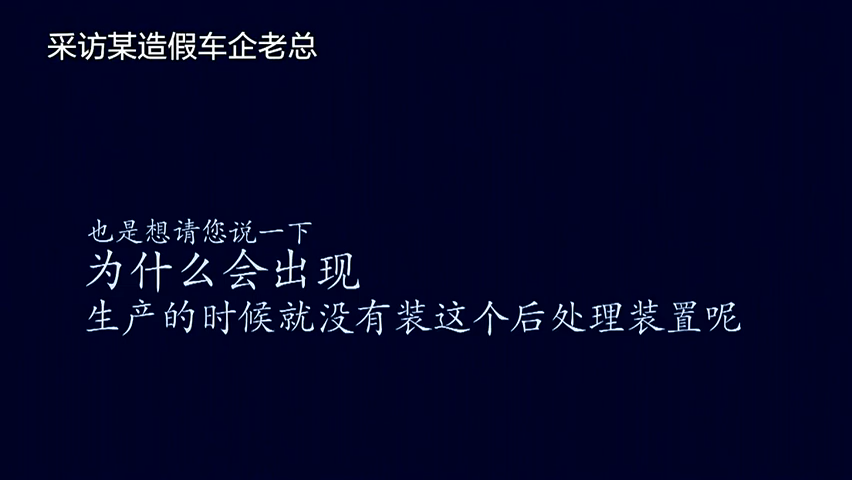 采访某造假车企老总
也是想请您说一下
为什么会出现
生产的时候就没有装这个后处理装置呢